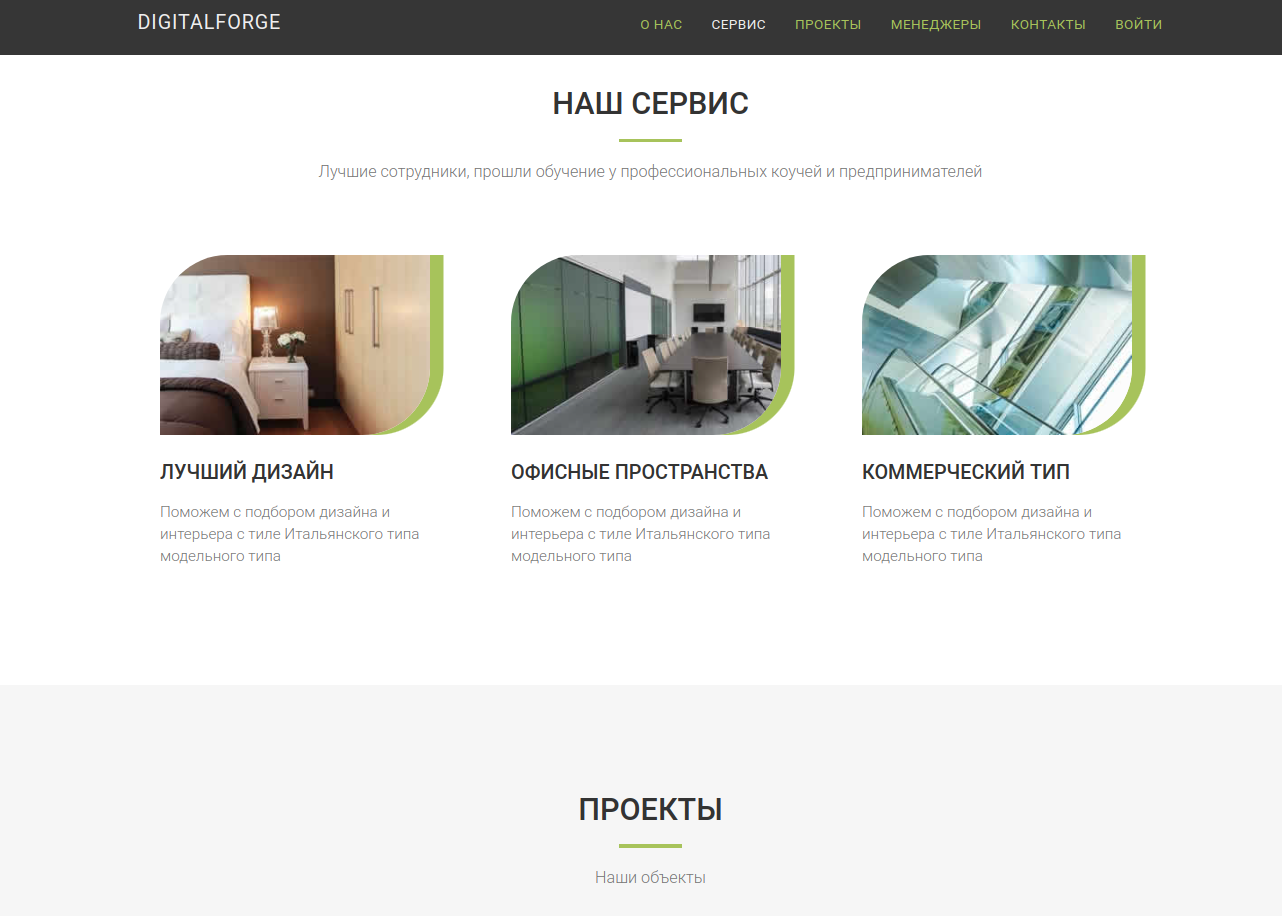 DIGITALFORGE
О НАС СЕРВИС ПРОЕКТЫ МЕНЕДЖЕРЫ КОНТАКТЫ ВОЙТИ
НАШ СЕРВИС
Лучшие сотрудники, прошли обучение у профессиональных коучей и предпринимателей
ЛУЧШИЙ ДИЗАЙН
Поможем с подбором дизайна и
интерьера с тиле Итальянского типа
модельного типа
ОФИСНЫЕ ПРОСТРАНСТВА
Поможем с подбором дизайна и
интерьера с тиле Итальянского типа
модельного типа
КОММЕРЧЕСКИЙ ТИП
Поможем с подбором дизайна и
интерьера с тиле Итальянского типа
модельного типа
ПРОЕКТЫ
Наши объекты